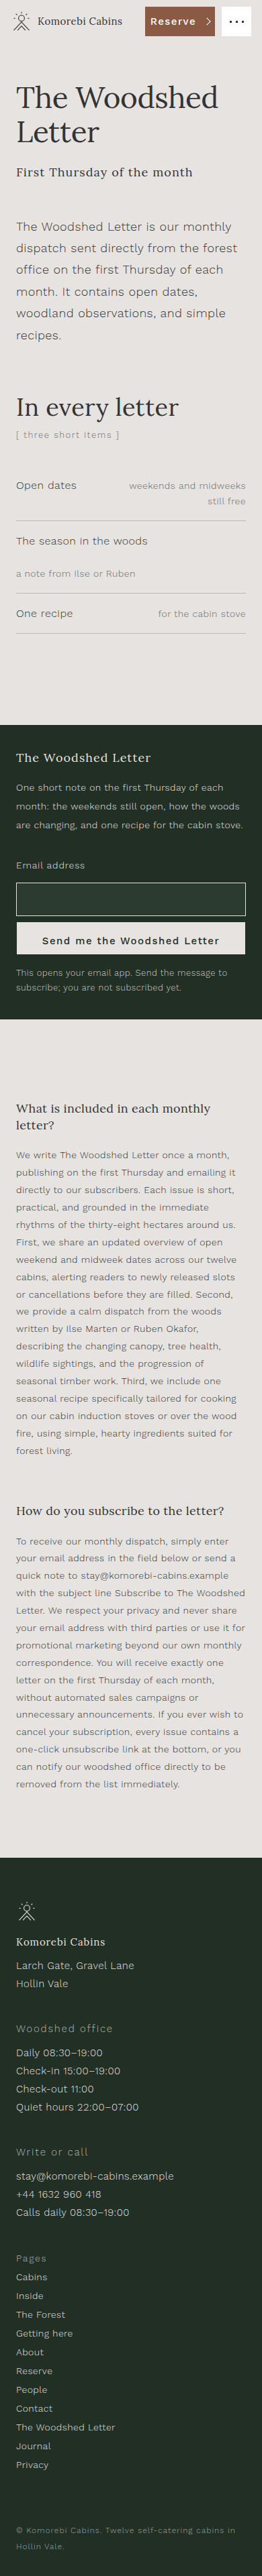 Komorebi Cabins
Reserve
The Woodshed
Letter
First Thursday of the month
The Woodshed Letter is our monthly
dispatch sent directly from the forest
office on the first Thursday of each
month. It contains open dates,
woodland observations, and simple
recipes.
In every letter
[ three short items ]
Open dates
weekends and midweeks
still free
The season in the woods
a note from Ilse or Ruben
One recipe
for the cabin stove
The Woodshed Letter
One short note on the first Thursday of each
month: the weekends still open, how the woods
are changing, and one recipe for the cabin stove.
Email address
Send me the Woodshed Letter
This opens your email app. Send the message to
subscribe; you are not subscribed yet.
What is included in each monthly
letter?
We write The Woodshed Letter once a month,
publishing on the first Thursday and emailing it
directly to our subscribers. Each issue is short,
practical, and grounded in the immediate
rhythms of the thirty-eight hectares around us.
First, we share an updated overview of open
weekend and midweek dates across our twelve
cabins, alerting readers to newly released slots
or cancellations before they are filled. Second,
we provide a calm dispatch from the woods
written by Ilse Marten or Ruben Okafor,
describing the changing canopy, tree health,
wildlife sightings, and the progression of
seasonal timber work. Third, we include one
seasonal recipe specifically tailored for cooking
on our cabin induction stoves or over the wood
fire, using simple, hearty ingredients suited for
forest living.
How do you subscribe to the letter?
To receive our monthly dispatch, simply enter
your email address in the field below or send a
quick note to stay@komorebi-cabins.example
with the subject line Subscribe to The Woodshed
Letter. We respect your privacy and never share
your email address with third parties or use it for
promotional marketing beyond our own monthly
correspondence. You will receive exactly one
letter on the first Thursday of each month,
without automated sales campaigns or
unnecessary announcements. If you ever wish to
cancel your subscription, every issue contains a
one-click unsubscribe link at the bottom, or you
can notify our woodshed office directly to be
removed from the list immediately.
Komorebi Cabins
Larch Gate, Gravel Lane
Hollin Vale
Woodshed office
Daily 08:30–19:00
Check-in 15:00–19:00
Check-out 11:00
Quiet hours 22:00–07:00
Write or call
stay@komorebi-cabins.example
+44 1632 960 418
Calls daily 08:30–19:00
Pages
Cabins
Inside
The Forest
Getting here
About
Reserve
People
Contact
The Woodshed Letter
Journal
Privacy
© Komorebi Cabins. Twelve self-catering cabins in
Hollin Vale.